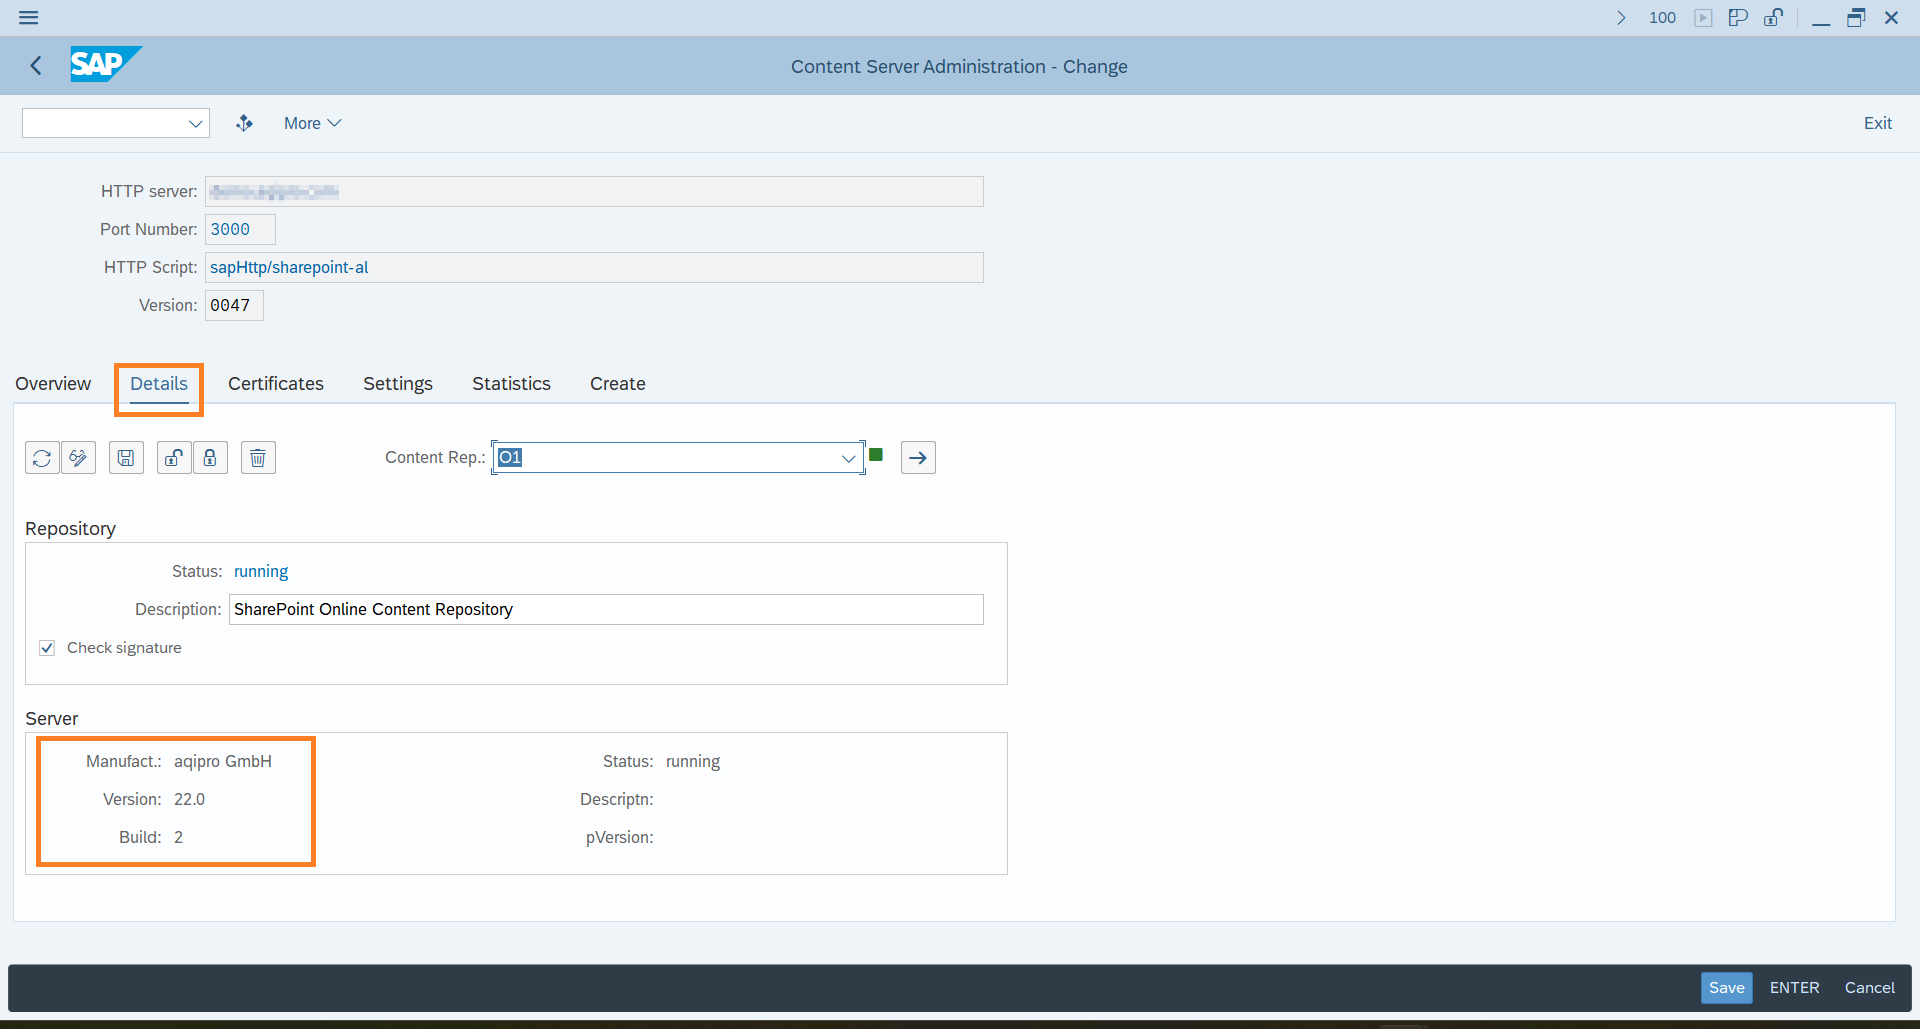 100
SAP
Content Server Administration - Change
More
Exit
HTTP server:
Port Number: 3000
HTTP Script: sapHttp/sharepoint-al
Version: 0047
Overview Details Certificates Settings Statistics Create
Content Rep.: O1
Repository
Status: running
Description: SharePoint Online Content Repository
Check signature
Server
Manufact.: aqipro GmbH Status: running
Version: 22.0 Descriptn:
Build: 2 pVersion:
Save ENTER Cancel